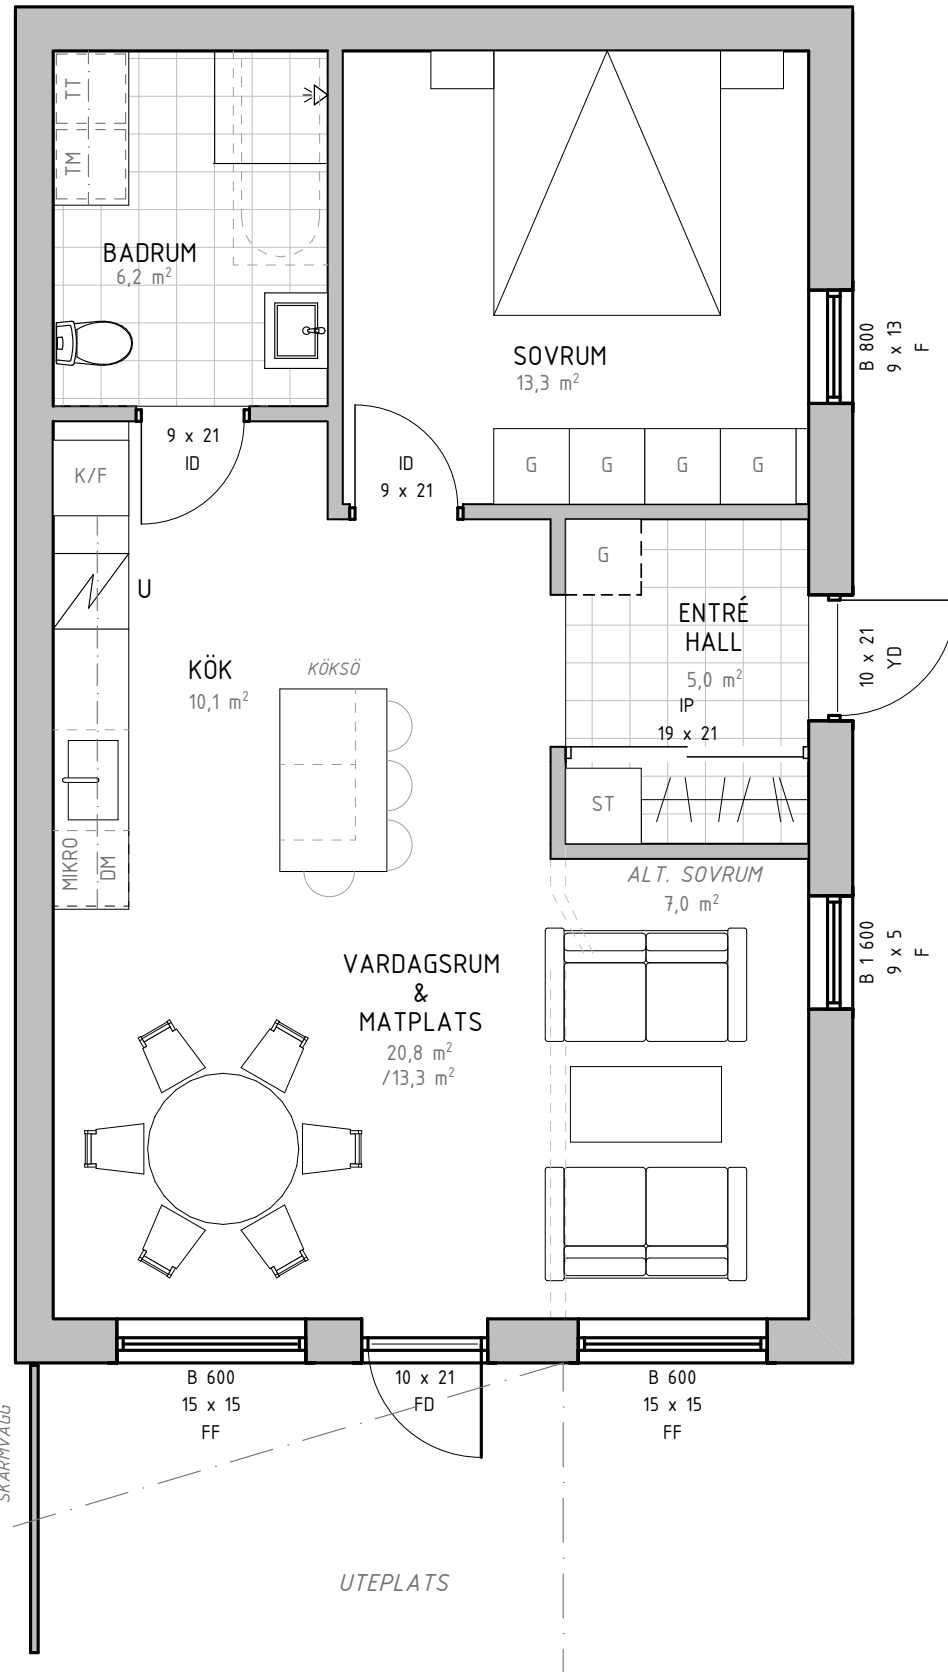 TT
TM
BADRUM
6,2 m²
SOVRUM
13,3 m²
B 800
9 x 13
F
9 x 21
ID
ID
9 x 21
K/F
G
G
G
G
G
U
ENTRÉ
HALL
5,0 m²
IP
19 x 21
10 x 21
YD
KÖK
10,1 m²
KÖKSÖ
ST
MIKRO
DM
ALT. SOVRUM
7,0 m²
B 1 600
9 x 5
F
VARDAGSRUM
&
MATPLATS
20,8 m²
/13,3 m²
B 600
15 x 15
FF
10 x 21
FD
B 600
15 x 15
FF
SKÄRMVÄGG
UTEPLATS